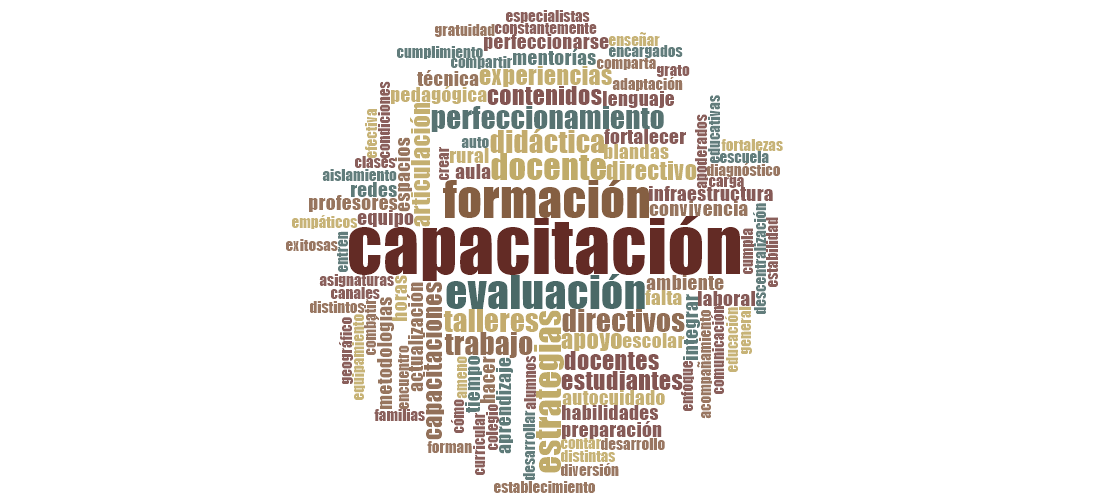 especialistas
gratuidad
constantemente
perfeccionarse
enseñar
cumplimiento
compartir
mentorías
encargados
comparta
grato
técnica
experiencias
adaptación
pedagógica
contenidos
lenguaje
condiciones
efectiva
articulación
perfeccionamiento
educativas
apoderados
auto
didáctica
fortalecer
fortalezas
espacios
crear
rural
blandas
escuela
clases
aula
docente
directivo
diagnóstico
aislamiento
carga
redes
formación
infraestructura
profesores
convivencia
empáticos
equipo
exitosas
entren
capacitación
cumpla
descentralización
estabilidad
asignaturas
horas
evaluación
ambiente
canales
falta
laboral
distintos
combatir
metodologías
actualización
capacitaciones
talleres
estrategias
directivos
integrar
general
geográfico
equipamiento
trabajo
apoyo
escolar
educación
comunicación
acompañamiento
enfoque
encuentro
ameno
tiempo
hacer
aprendizaje
alumnos
docentes
estudiantes
autocuidado
familias
cómo
colegio
curricular
desarrollar
habilidades
preparación
forman
contar
desarrollo
distintas
diversión
establecimiento